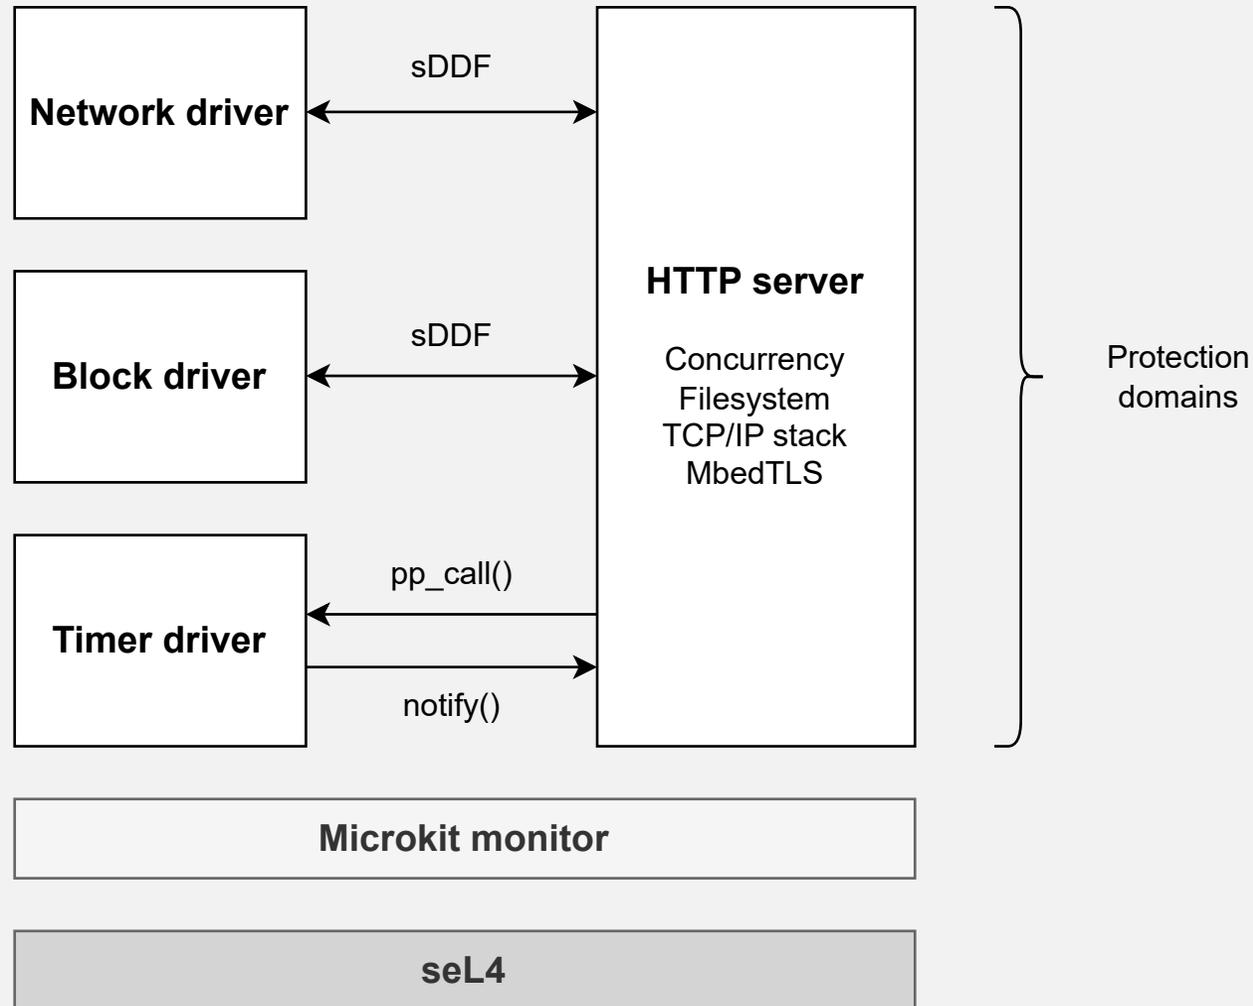 sDDF
Network driver
HTTP server
sDDF
Block driver
Concurrency
Filesystem
TCP/IP stack
MbedTLS
Protection
domains
pp_call()
Timer driver
notify()
Microkit monitor
seL4